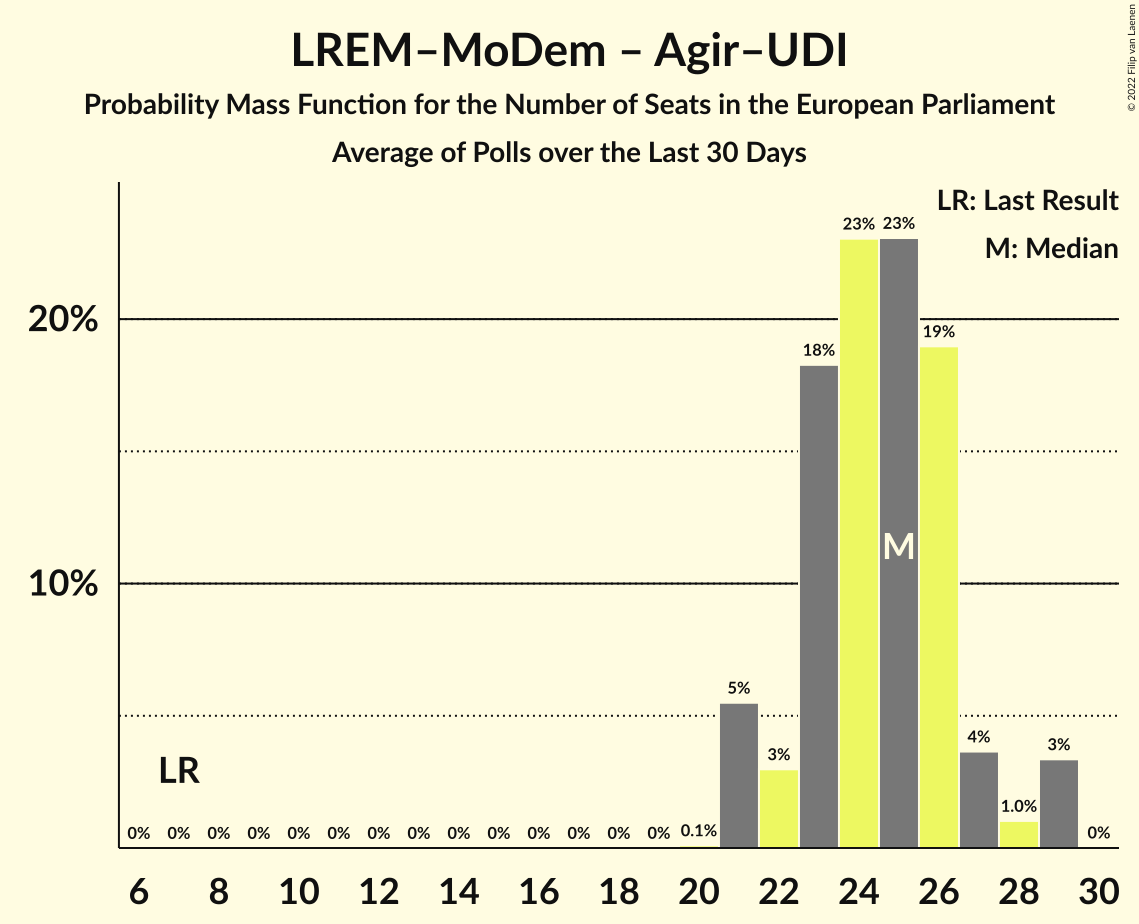 LREM–MoDem – Agir–UDI
Probability Mass Function for the Number of Seats in the European Parliament
Average of Polls over the Last 30 Days
© 2022 Filip van Laenen
LR: Last Result
M: Median
23% 23%
20%
19%
18%
M
10%
5%
3%
4%
3%
LR
1.0%
0% 0% 0% 0% 0% 0% 0% 0% 0% 0% 0% 0% 0% 0% 0.1% 0%
6 8 10 12 14 16 18 20 22 24 26 28 30